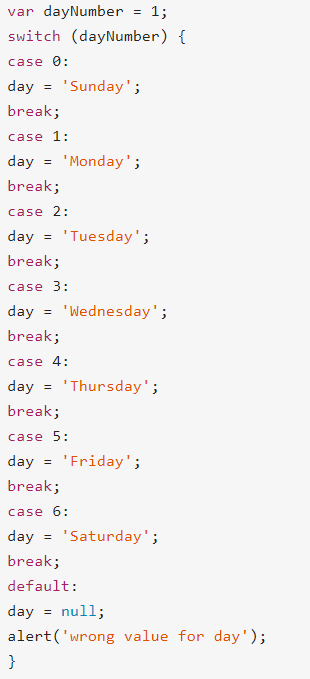 var dayNumber = 1;
switch (dayNumber) {
case 0:
day = 'Sunday';
break;
case 1:
day = 'Monday';
break;
case 2:
day = 'Tuesday';
break;
case 3:
day = 'Wednesday';
break;
case 4:
day = 'Thursday';
break;
case 5:
day = 'Friday';
break;
case 6:
day = 'Saturday';
break;
default:
day = null;
alert('wrong value for day');
}